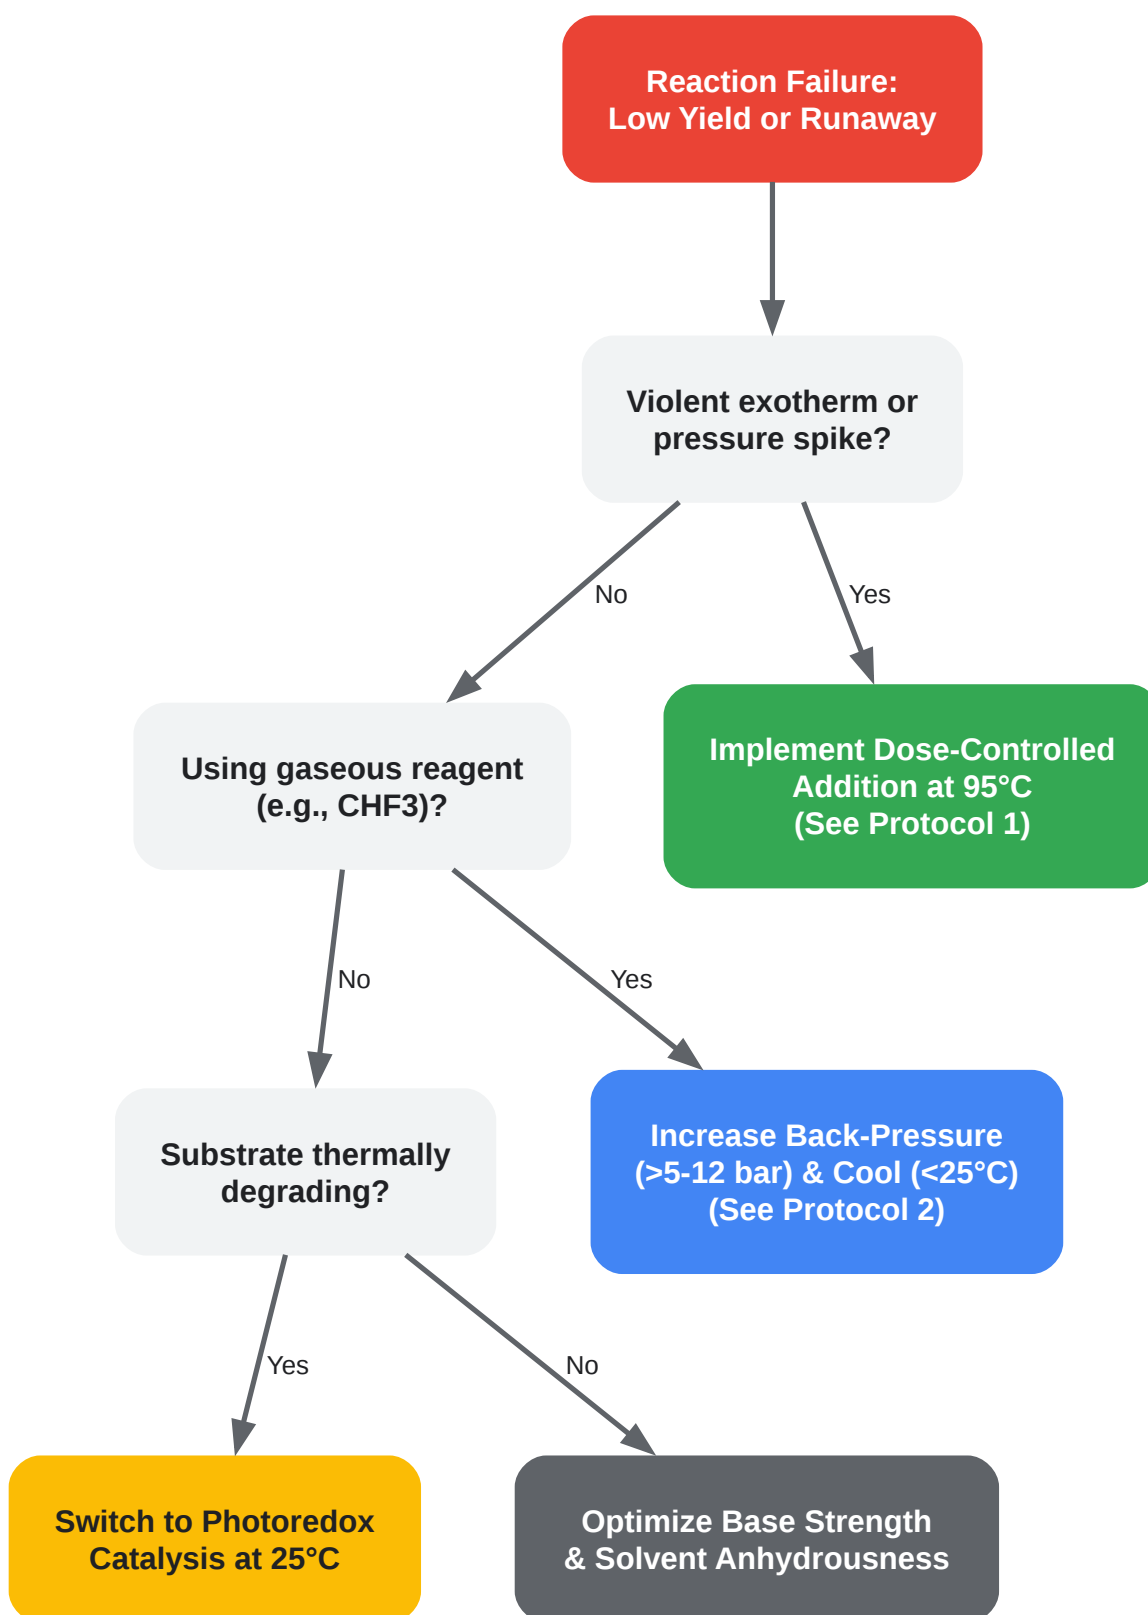 Reaction Failure:
Low Yield or Runaway
Violent exotherm or
pressure spike?
No
Yes
Using gaseous reagent
(e.g., CHF3)?
Implement Dose-Controlled
Addition at 95°C
(See Protocol 1)
No
Yes
Substrate thermally
degrading?
Increase Back-Pressure
(>5-12 bar) & Cool (<25°C)
(See Protocol 2)
Yes
No
Switch to Photoredox
Catalysis at 25°C
Optimize Base Strength
& Solvent Anhydrousness